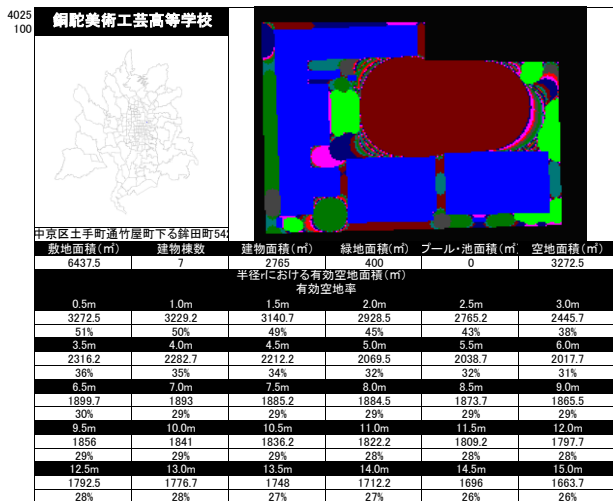 4025
100
銅駝美術工芸高等学校
中京区土手町通竹屋町下る鉾田町542
敷地面積(㎡) 建物棟数 建物面積(㎡) 緑地面積(㎡) プール・池面積(㎡) 空地面積(㎡)
6437.5 7 2765 400 0 3272.5
半径rにおける有効空地面積(㎡)
有効空地率
0.5m 1.0m 1.5m 2.0m 2.5m 3.0m
3272.5 3229.2 3140.7 2928.5 2765.2 2445.7
51% 50% 49% 45% 43% 38%
3.5m 4.0m 4.5m 5.0m 5.5m 6.0m
2316.2 2282.7 2212.2 2069.5 2038.7 2017.7
36% 35% 34% 32% 32% 31%
6.5m 7.0m 7.5m 8.0m 8.5m 9.0m
1899.7 1893 1885.2 1884.5 1873.7 1865.5
30% 29% 29% 29% 29% 29%
9.5m 10.0m 10.5m 11.0m 11.5m 12.0m
1856 1841 1836.2 1822.2 1809.2 1797.7
29% 29% 29% 28% 28% 28%
12.5m 13.0m 13.5m 14.0m 14.5m 15.0m
1792.5 1776.7 1748 1712.2 1696 1663.7
28% 28% 27% 27% 26% 26%